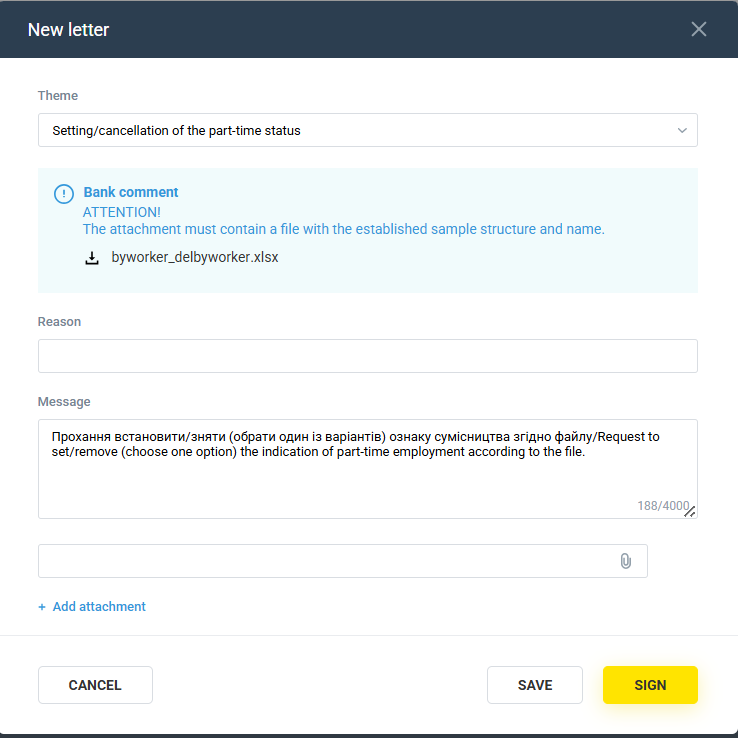 New letter
Theme
Setting/cancellation of the part-time status
Bank comment
ATTENTION!
The attachment must contain a file with the established sample structure and name.
byworker_delbyworker.xlsx
Reason
Message
Прохання встановити/зняти (обрати один із варіантів) ознаку сумісництва згідно файлу/Request to
set/remove (choose one option) the indication of part-time employment according to the file.
188/4000
+ Add attachment
CANCEL
SAVE
SIGN